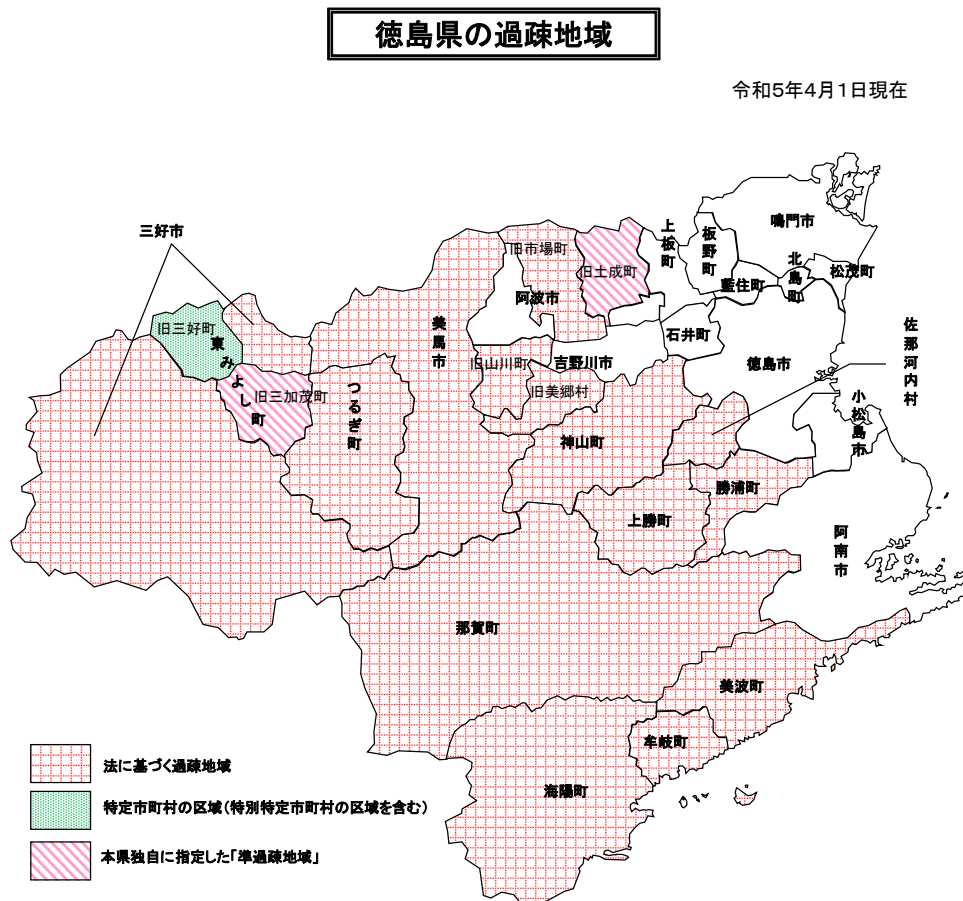 徳島県の過疎地域
令和5年4月1日現在
三好市
旧三好町
東みよし町
旧三加茂町
つるぎ町
美馬市
旧市場町
阿波市
旧土成町
上板町
板野町
鳴門市
北島町
松茂町
藍住町
石井町
旧山川町
吉野川市
旧美郷村
徳島市
佐那河内村
小松島市
神山町
勝浦町
上勝町
阿南市
那賀町
美波町
牟岐町
海陽町
法に基づく過疎地域
特定市町村の区域(特別特定市町村の区域を含む)
本県独自に指定した「準過疎地域」